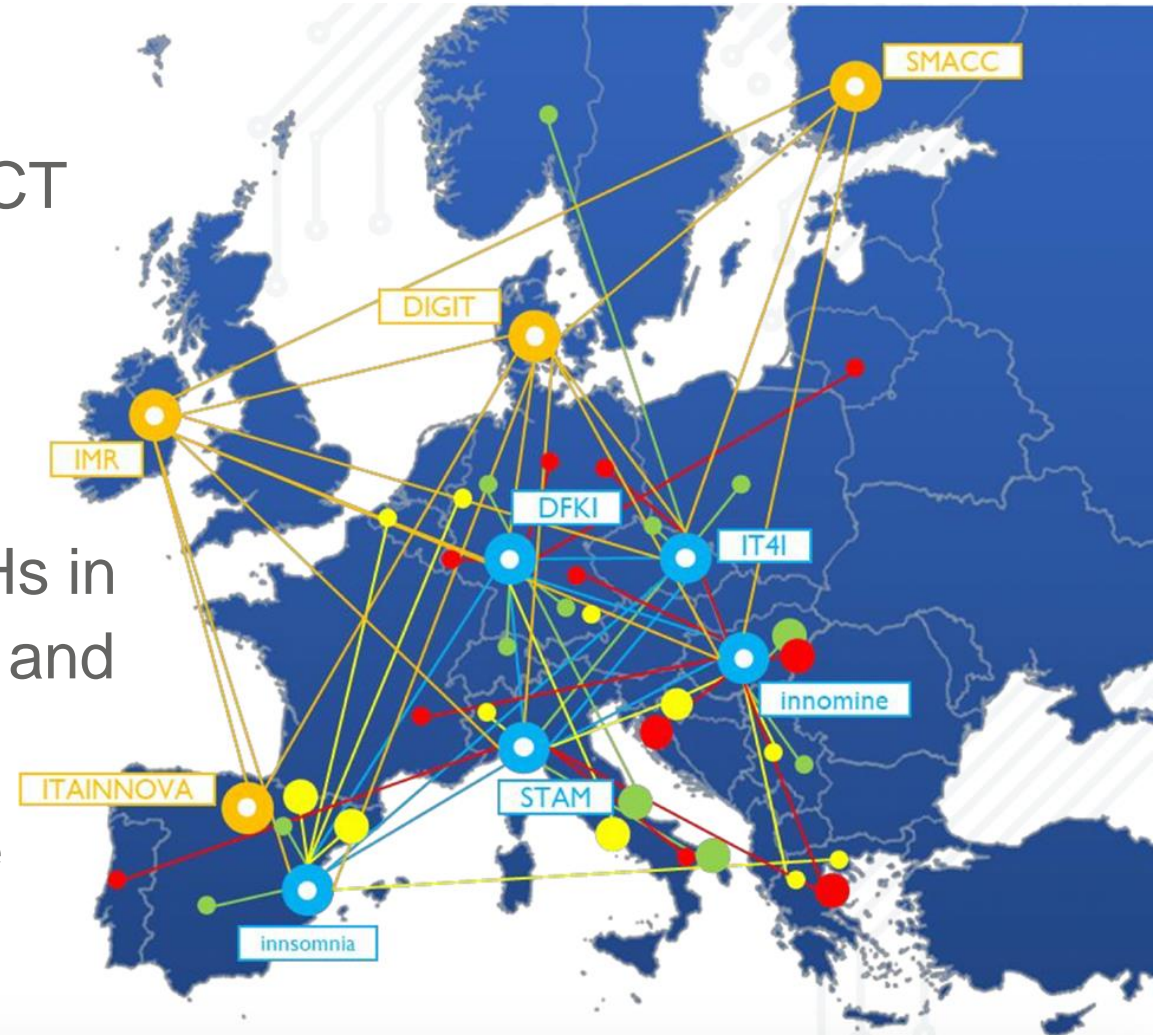 SMACC
CT
DIGIT
IMR
DFKI
IT4I
Hs in
and
innomine
ITAINNOVA
STAM
e
innsomnia